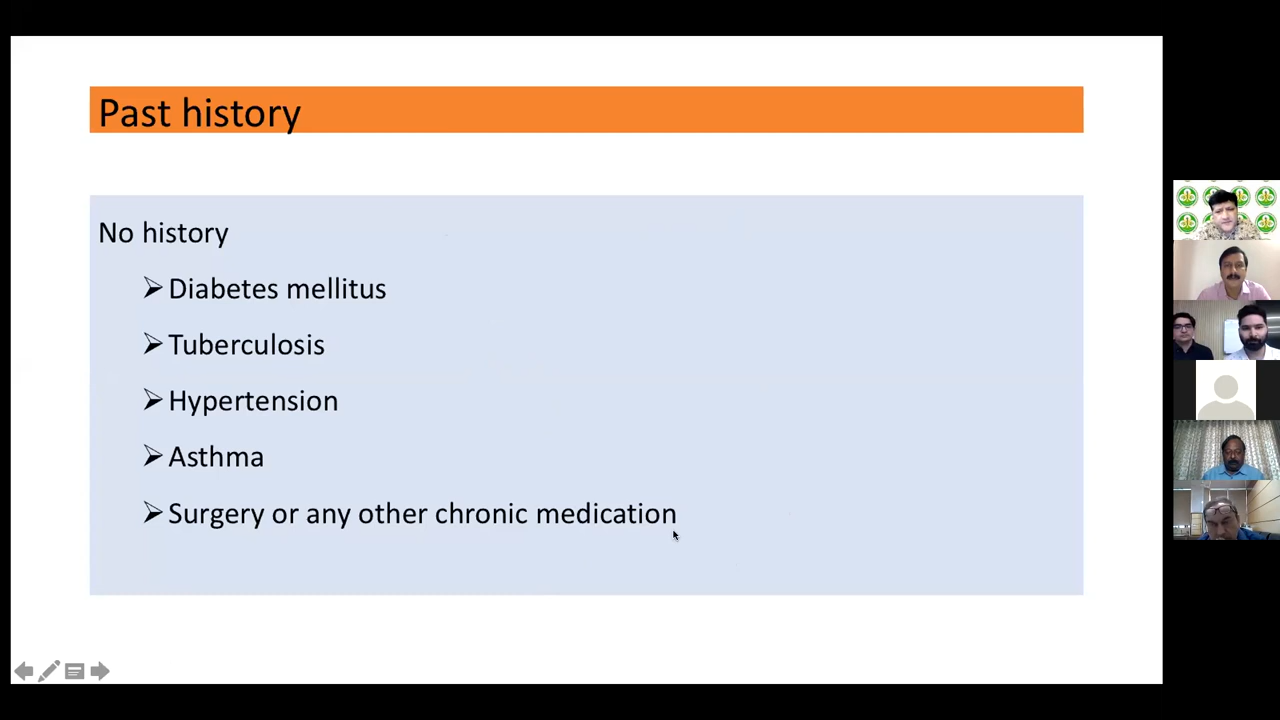 Past history
No history
➢ Diabetes mellitus
➢ Tuberculosis
➢ Hypertension
➢ Asthma
➢ Surgery or any other chronic medication